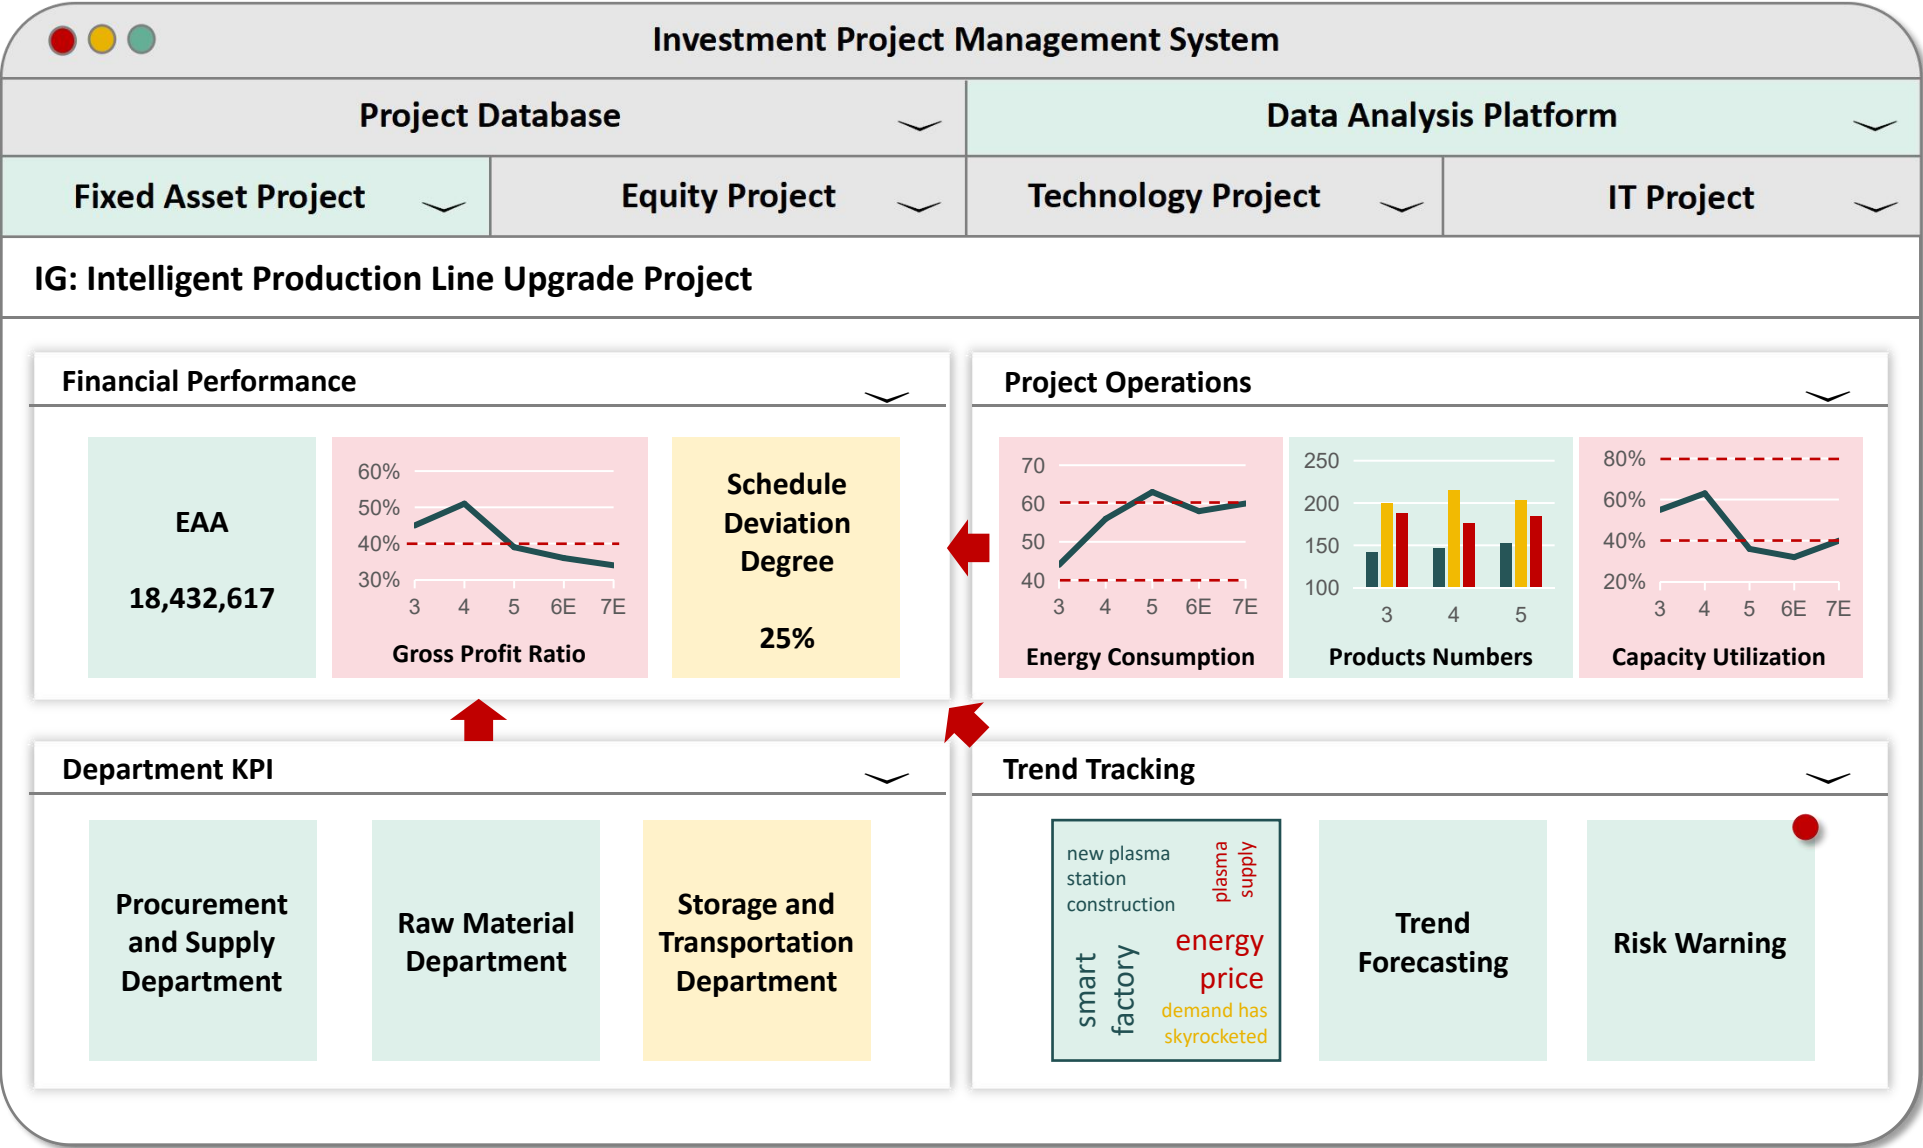 Investment Project Management System
Project Database
Data Analysis Platform
Fixed Asset Project
Equity Project
Technology Project
IT Project
IG: Intelligent Production Line Upgrade Project
Financial Performance
EAA
18,432,617
60%
50%
40%
30%
3 4 5 6E 7E
Gross Profit Ratio
Schedule
Deviation
Degree
25%
Project Operations
70
60
50
40
3 4 5 6E 7E
Energy Consumption
250
200
150
100
3 4 5
Products Numbers
80%
60%
40%
20%
3 4 5 6E 7E
Capacity Utilization
Department KPI
Procurement
and Supply
Department
Raw Material
Department
Storage and
Transportation
Department
Trend Tracking
new plasma
station
construction
plasma
supply
smart
factory
energy
price
demand has
skyrocketed
Trend
Forecasting
Risk Warning